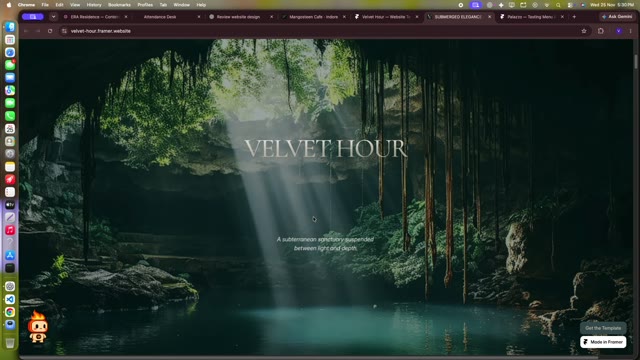 Chrome File Edit View History Bookmarks Profiles Tab Window Help
Wed 26 Nov 5:30 PM
ERA Residence — Contin
Attendance Desk
Review website design
Mangosteen Cafe · Indore
Velvet Hour — Website T
SUBMERGED ELEGANCE
Palazzo — Tasting Menu
Ask Gemini
velvet-hour.framer.website
VELVET HOUR
A subterranean sanctuary suspended
between light and depth.
Get the Template
Made in Framer